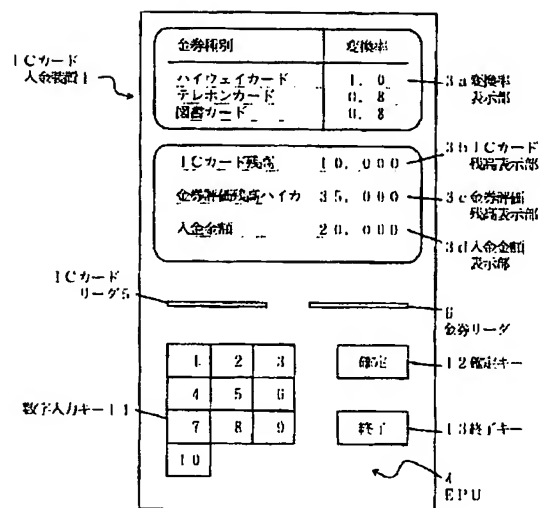 ICカード
入金装置1
金券種別 変換率
ハイウェイカード 1.0
テレホンカード 0.8
図書カード 0.8
3a変換率
表示部
ICカード残高 10,000
3bICカード
残高表示部
金券評価残高ハイカ 35,000
3c金券評価
残高表示部
入金金額 20,000
3d入金金額
表示部
ICカード
リーダ5
6
金券リーダ
1 2 3
4 5 6
7 8 9
10
数字入力キー11
確定
12確定キー
終了
13終了キー
4
EPU